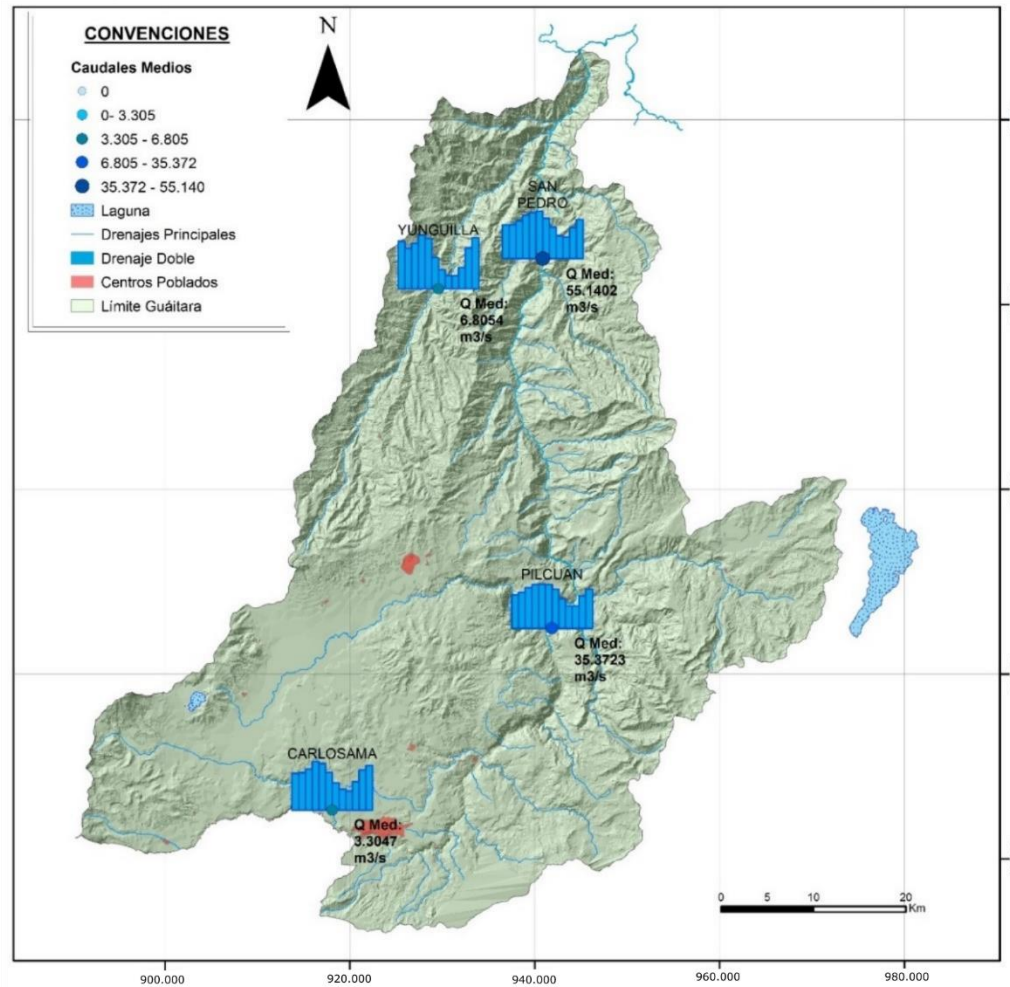 CONVENCIONES
Caudales Medios
0
0- 3.305
3.305 - 6.805
6.805 - 35.372
35.372 - 55.140
Laguna
Drenajes Principales
Drenaje Doble
Centros Poblados
Límite Guáitara
N
SAN
PEDRO
YUNGUILLA
Q Med:
55.1402
m3/s
Q Med:
6.8054
m3/s
PILCUAN
Q Med:
35.3723
m3/s
CARLOSAMA
Q Med:
3.3047
m3/s
0 5 10 20
Km
900.000 920.000 940.000 960.000 980.000